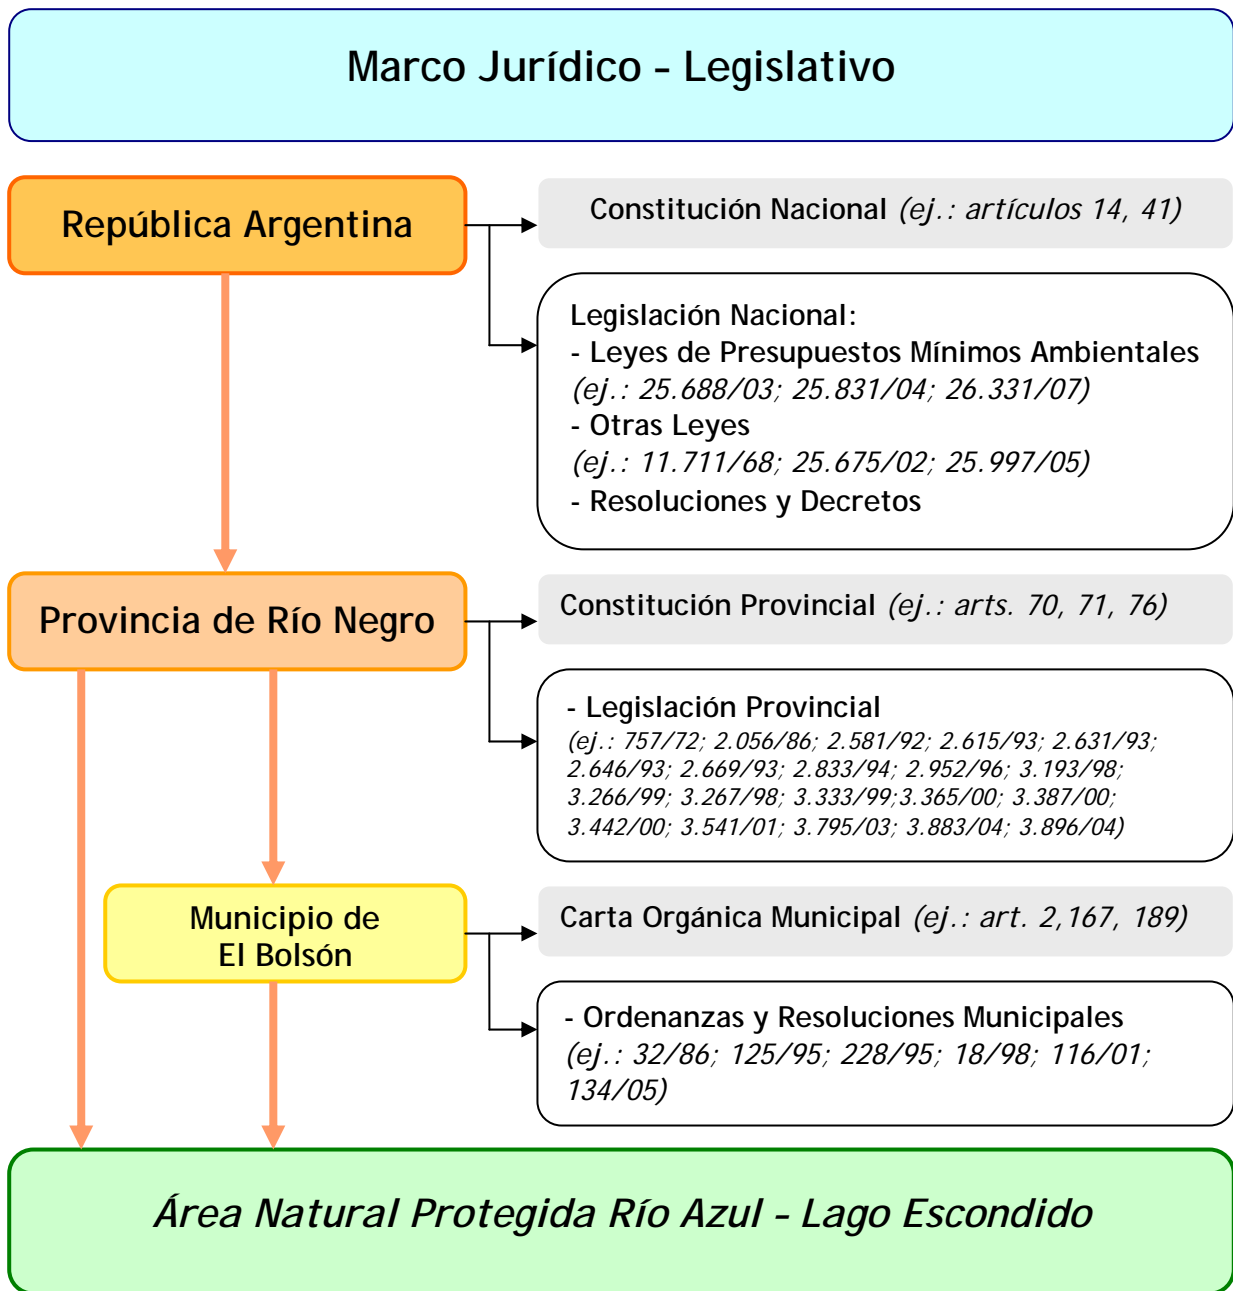 Marco Jurídico - Legislativo
República Argentina
Constitución Nacional (ej.: artículos 14, 41)
Legislación Nacional:
- Leyes de Presupuestos Mínimos Ambientales
(ej.: 25.688/03; 25.831/04; 26.331/07)
- Otras Leyes
(ej.: 11.711/68; 25.675/02; 25.997/05)
- Resoluciones y Decretos
Provincia de Río Negro
Constitución Provincial (ej.: arts. 70, 71, 76)
- Legislación Provincial
(ej.: 757/72; 2.056/86; 2.581/92; 2.615/93; 2.631/93;
2.646/93; 2.669/93; 2.833/94; 2.952/96; 3.193/98;
3.266/99; 3.267/98; 3.333/99;3.365/00; 3.387/00;
3.442/00; 3.541/01; 3.795/03; 3.883/04; 3.896/04)
Municipio de
El Bolsón
Carta Orgánica Municipal (ej.: art. 2,167, 189)
- Ordenanzas y Resoluciones Municipales
(ej.: 32/86; 125/95; 228/95; 18/98; 116/01;
134/05)
Área Natural Protegida Río Azul - Lago Escondido